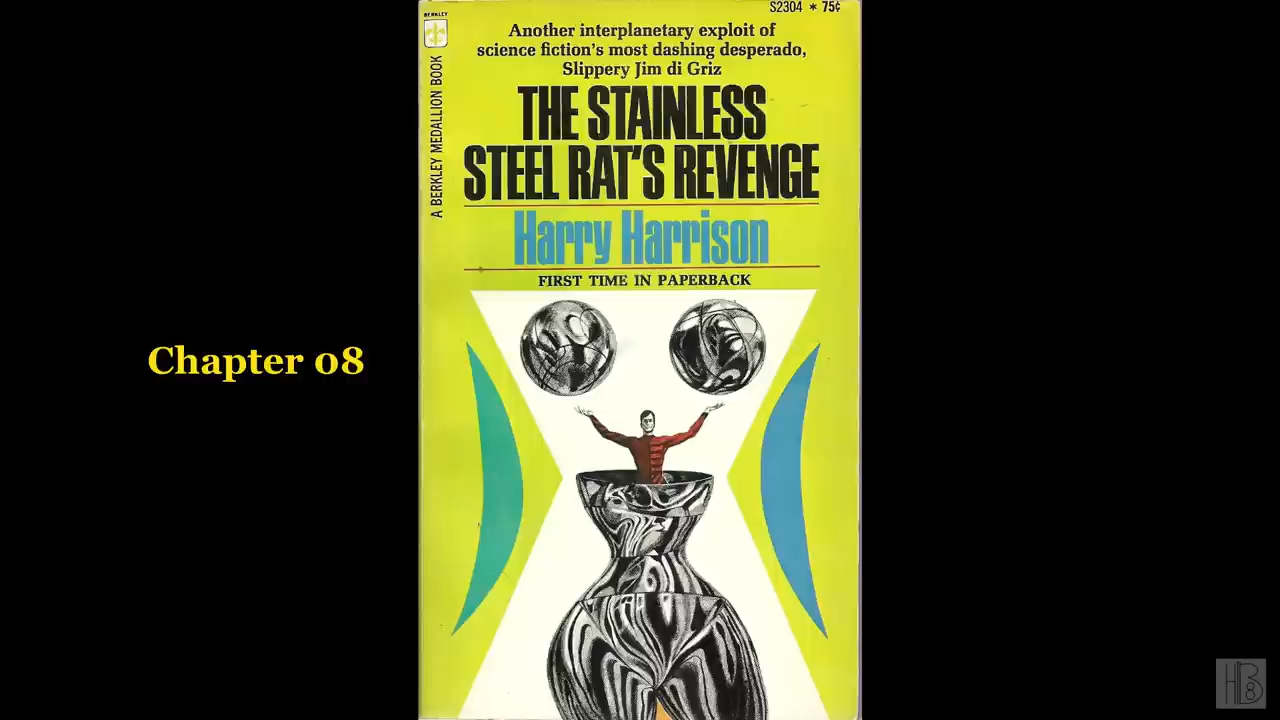 BERKLEY
S2304 * 75¢
A BERKLEY MEDALLION BOOK
Another interplanetary exploit of
science fiction's most dashing desperado,
Slippery Jim di Griz
THE STAINLESS
STEEL RAT'S REVENGE
Harry Harrison
FIRST TIME IN PAPERBACK
Chapter 08
HB8